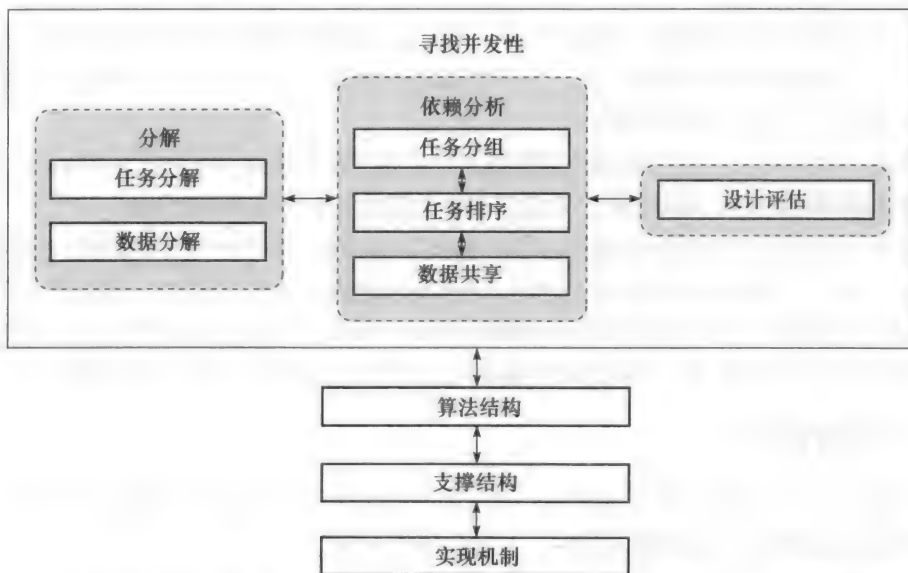 寻找并发性
分解
任务分解
数据分解
依赖分析
任务分组
任务排序
数据共享
设计评估
算法结构
支撑结构
实现机制